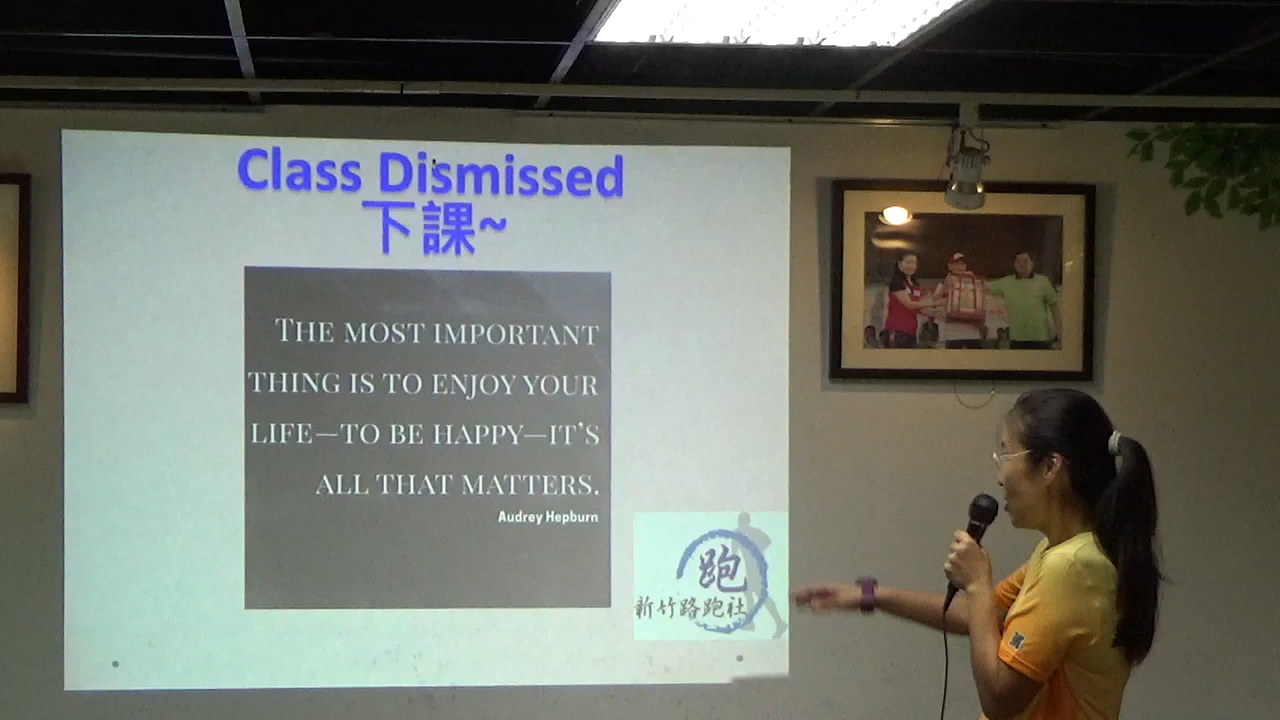 Class Dismissed
下課~
THE MOST IMPORTANT
THING IS TO ENJOY YOUR
LIFE—TO BE HAPPY—IT'S
ALL THAT MATTERS.
Audrey Hepburn
跑
新竹路跑社